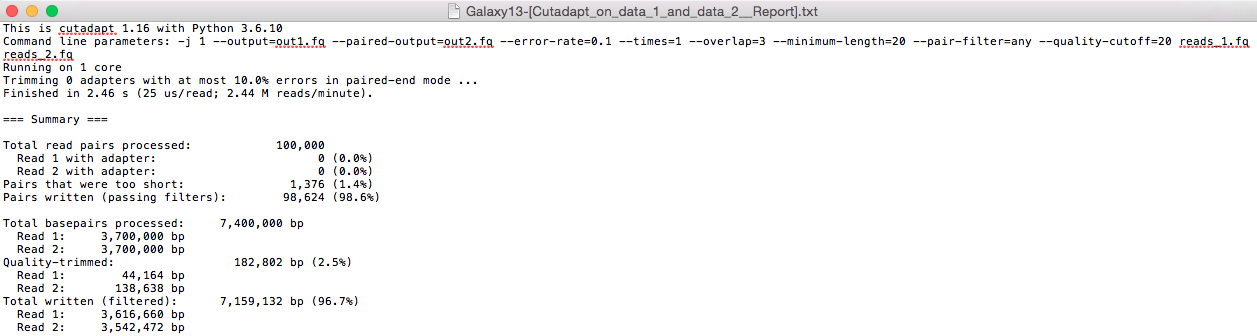 Galaxy13-[Cutadapt_on_data_1_and_data_2__Report].txt
This is cutadapt 1.16 with Python 3.6.10
Command line parameters: -j 1 --output=out1.fq --paired-output=out2.fq --error-rate=0.1 --times=1 --overlap=3 --minimum-length=20 --pair-filter=any --quality-cutoff=20 reads_1.fq
reads_2.fq
Running on 1 core
Trimming 0 adapters with at most 10.0% errors in paired-end mode ...
Finished in 2.46 s (25 us/read; 2.44 M reads/minute).
=== Summary ===
Total read pairs processed: 100,000
Read 1 with adapter: 0 (0.0%)
Read 2 with adapter: 0 (0.0%)
Pairs that were too short: 1,376 (1.4%)
Pairs written (passing filters): 98,624 (98.6%)
Total basepairs processed: 7,400,000 bp
Read 1: 3,700,000 bp
Read 2: 3,700,000 bp
Quality-trimmed: 182,802 bp (2.5%)
Read 1: 44,164 bp
Read 2: 138,638 bp
Total written (filtered): 7,159,132 bp (96.7%)
Read 1: 3,616,660 bp
Read 2: 3,542,472 bp